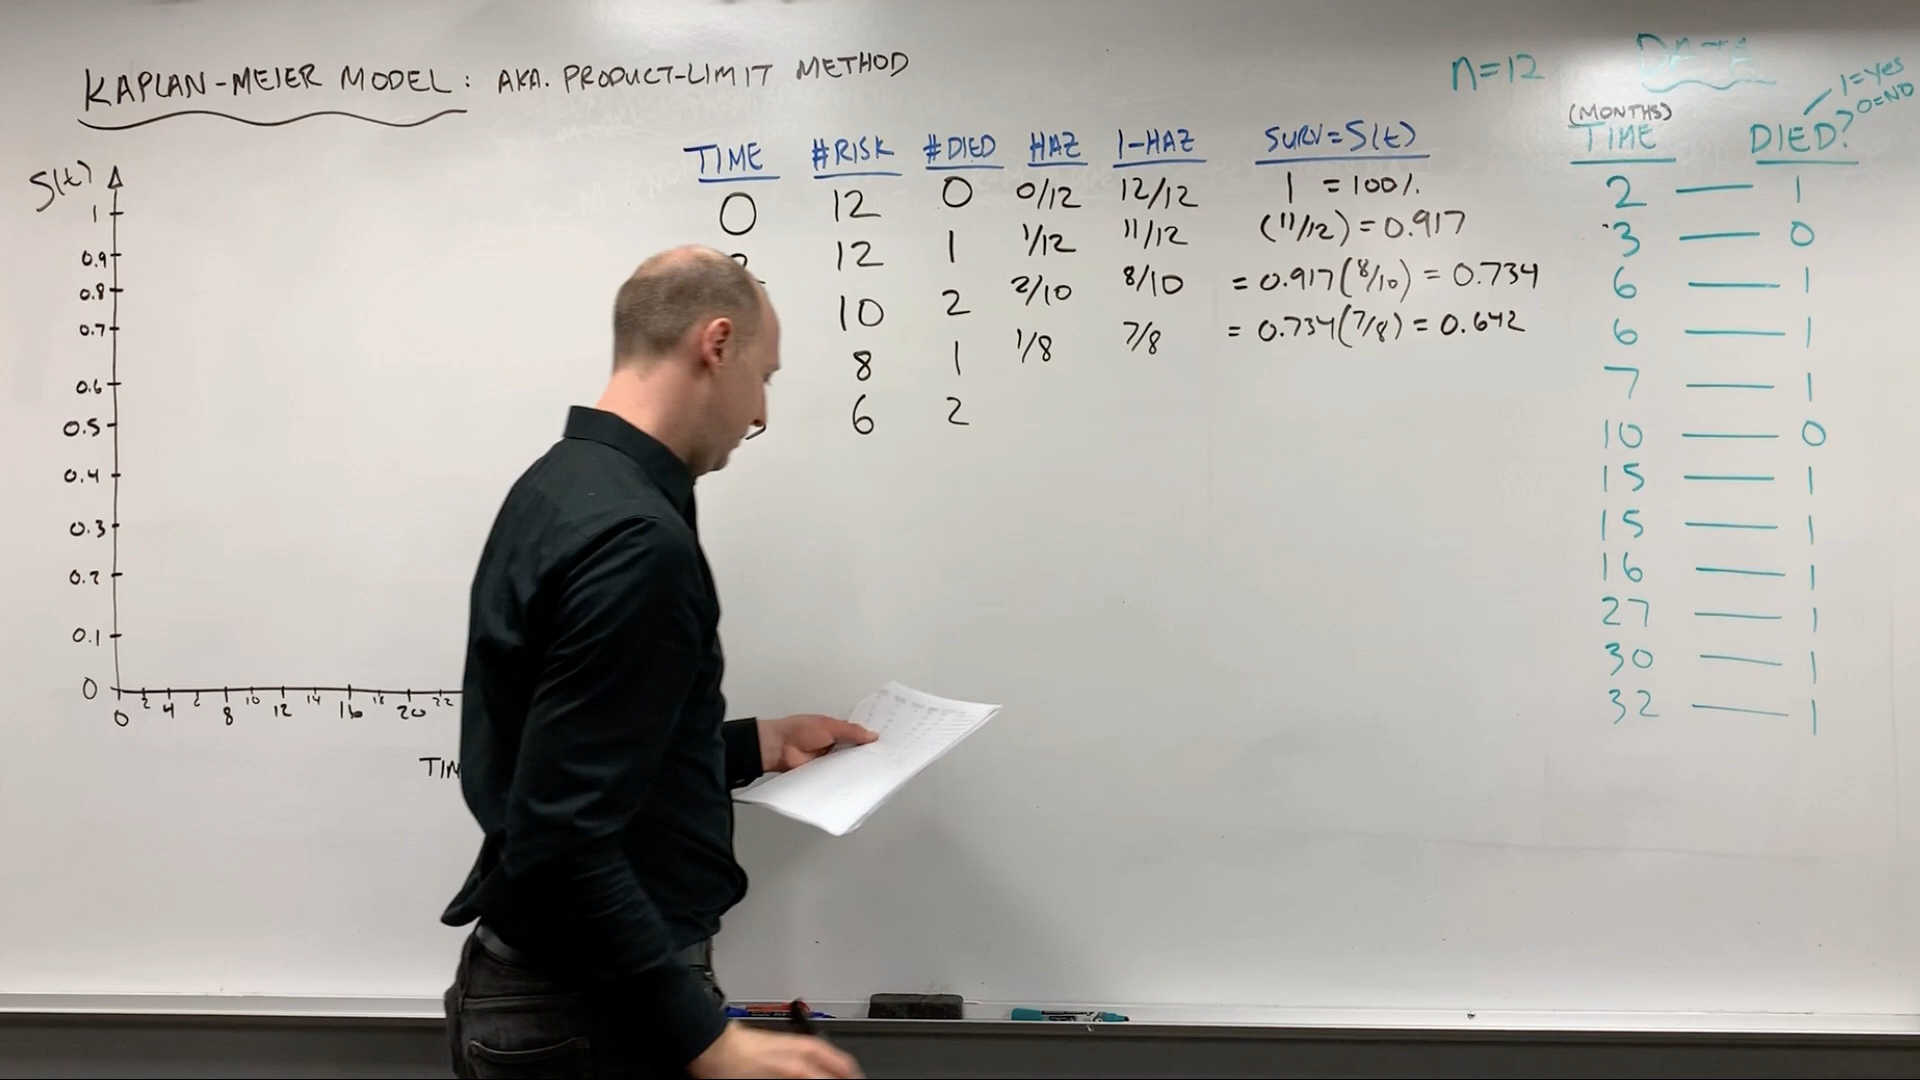 KAPLAN-MEIER MODEL: AKA. PRODUCT-LIMIT METHOD
S(t)
1
0.9
0.8
0.7
0.6
0.5
0.4
0.3
0.2
0.1
0
0 2 4 8 10 12 14 16 18 20 22
TIME #RISK #DIED HAZ 1-HAZ SURV=S(t)
0 12 0 0/12 12/12 1 = 100%.
12 1 1/12 11/12 (11/12) = 0.917
10 2 2/10 8/10 = 0.917(8/10) = 0.734
8 1 1/8 7/8 = 0.734(7/8) = 0.642
6 2
n=12 DATA
1=YES
0=NO
(MONTHS)
TIME DIED?
2 — 1
3 — 0
6 — 1
6 — 1
7 — 1
10 — 0
15 — 1
15 — 1
16 — 1
27 — 1
30 — 1
32 — 1